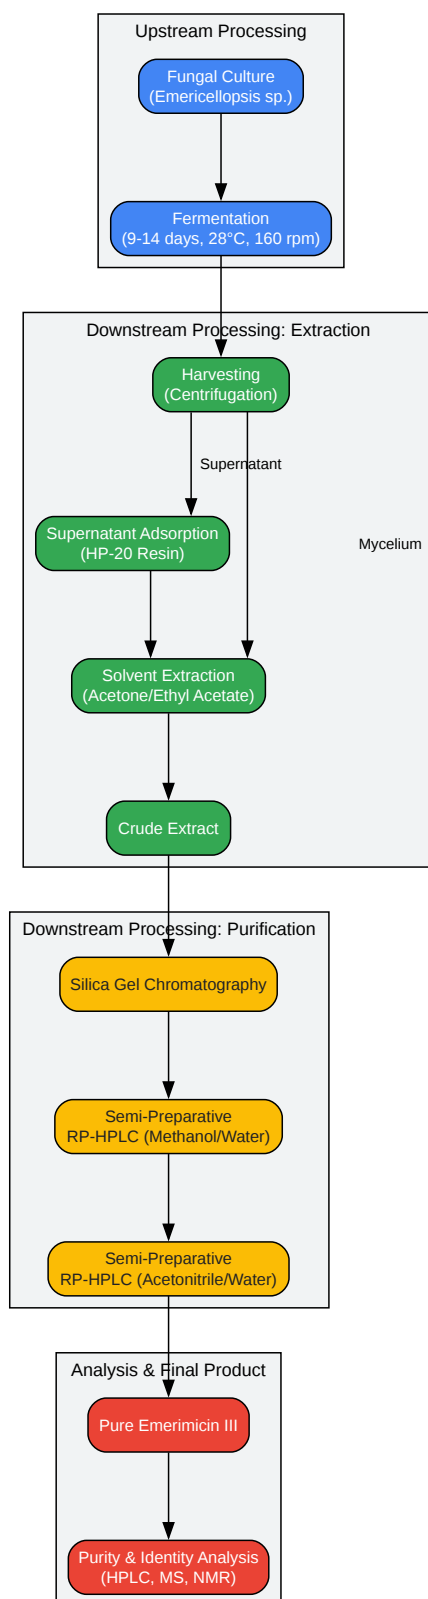 Upstream Processing
Fungal Culture
(Emericellopsis sp.)
Fermentation
(9-14 days, 28°C, 160 rpm)
Downstream Processing: Extraction
Harvesting
(Centrifugation)
Supernatant
Supernatant Adsorption
(HP-20 Resin)
Mycelium
Solvent Extraction
(Acetone/Ethyl Acetate)
Crude Extract
Downstream Processing: Purification
Silica Gel Chromatography
Semi-Preparative
RP-HPLC (Methanol/Water)
Semi-Preparative
RP-HPLC (Acetonitrile/Water)
Analysis & Final Product
Pure Emerimicin III
Purity & Identity Analysis
(HPLC, MS, NMR)